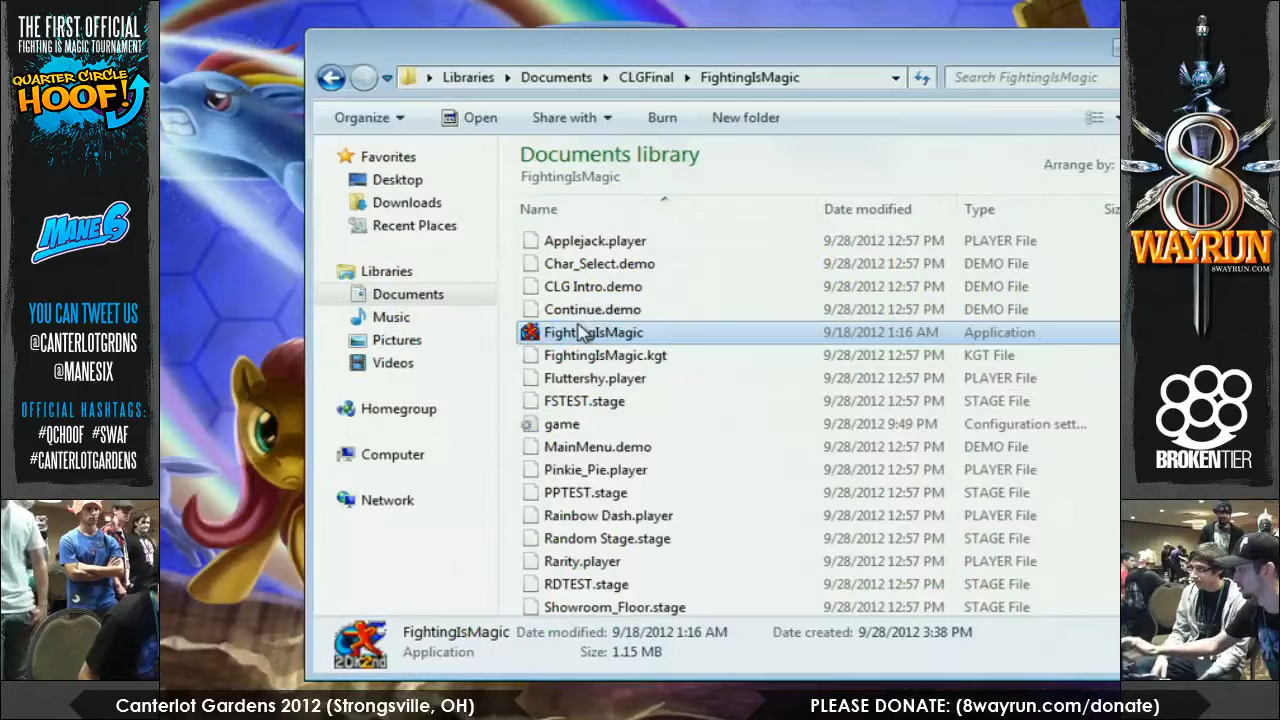 THE FIRST OFFICIAL
FIGHTING IS MAGIC TOURNAMENT
QUARTER CIRCLE
HOOF!
MANE 6
YOU CAN TWEET US
@CANTERLOTGRDNS
@MANESIX
OFFICIAL HASHTAGS:
#QCHOOF #SWAF
#CANTERLOTGARDENS
Libraries Documents CLGFinal FightingIsMagic
Search FightingIsMagic
Organize Open Share with Burn New folder
Favorites
Desktop
Downloads
Recent Places
Libraries
Documents
Music
Pictures
Videos
Homegroup
Computer
Network
Documents library
FightingIsMagic
Arrange by:
Name Date modified Type Siz
Applejack.player 9/28/2012 12:57 PM PLAYER File
Char_Select.demo 9/28/2012 12:57 PM DEMO File
CLG Intro.demo 9/28/2012 12:57 PM DEMO File
Continue.demo 9/28/2012 12:57 PM DEMO File
FightingIsMagic 9/18/2012 1:16 AM Application
FightingIsMagic.kgt 9/28/2012 12:57 PM KGT File
Fluttershy.player 9/28/2012 12:57 PM PLAYER File
FSTEST.stage 9/28/2012 12:57 PM STAGE File
game 9/28/2012 9:49 PM Configuration sett...
MainMenu.demo 9/28/2012 12:57 PM DEMO File
Pinkie_Pie.player 9/28/2012 12:57 PM PLAYER File
PPTEST.stage 9/28/2012 12:57 PM STAGE File
Rainbow Dash.player 9/28/2012 12:57 PM PLAYER File
Random Stage.stage 9/28/2012 12:57 PM STAGE File
Rarity.player 9/28/2012 12:57 PM PLAYER File
RDTEST.stage 9/28/2012 12:57 PM STAGE File
Showroom_Floor.stage 9/28/2012 12:57 PM STAGE File
20K2nd
FightingIsMagic Date modified: 9/18/2012 1:16 AM Date created: 9/28/2012 3:38 PM
Application Size: 1.15 MB
8
WAYRUN
8WAYRUN.COM
BROKENTIER
Canterlot Gardens 2012 (Strongsville, OH)
PLEASE DONATE: (8wayrun.com/donate)